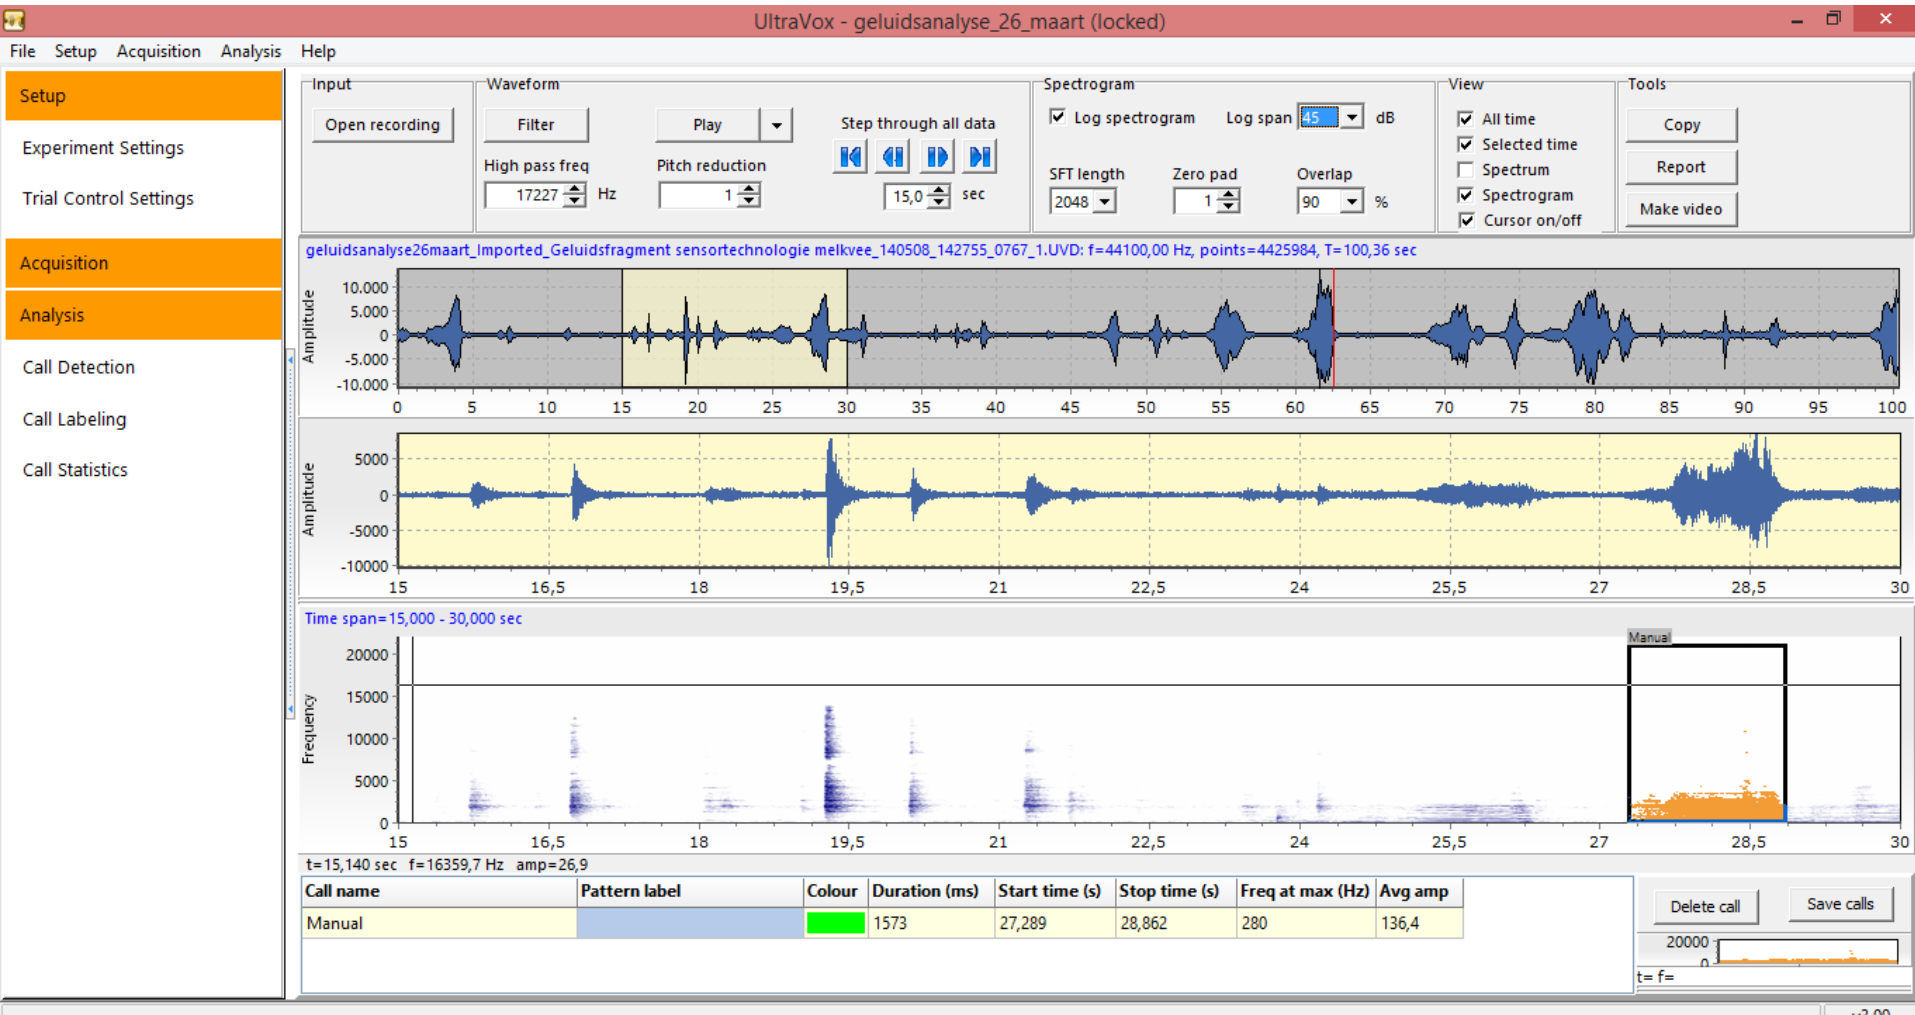 UltraVox - geluidsanalyse_26_maart (locked)
File Setup Acquisition Analysis Help
Setup
Experiment Settings
Trial Control Settings
Acquisition
Analysis
Call Detection
Call Labeling
Call Statistics
Input
Open recording
Waveform
Filter
Play
High pass freq
17227 Hz
Pitch reduction
1
Step through all data
15,0 sec
Spectrogram
Log spectrogram Log span 45 dB
SFT length Zero pad Overlap
2048 1 90 %
View
All time
Selected time
Spectrum
Spectrogram
Cursor on/off
Tools
Copy
Report
Make video
geluidsanalyse26maart_Imported_Geluidsfragment sensortechnologie melkvee_140508_142755_0767_1.UVD: f=44100,00 Hz, points=4425984, T=100,36 sec
Amplitude
10.000
5.000
0
-5.000
-10.000
0 5 10 15 20 25 30 35 40 45 50 55 60 65 70 75 80 85 90 95 100
Amplitude
5000
0
-5000
-10000
15 16,5 18 19,5 21 22,5 24 25,5 27 28,5 30
Time span=15,000 - 30,000 sec
Manual
Frequency
20000
15000
10000
5000
0
15 16,5 18 19,5 21 22,5 24 25,5 27 28,5 30
t=15,140 sec f=16359,7 Hz amp=26,9
Call name Pattern label Colour Duration (ms) Start time (s) Stop time (s) Freq at max (Hz) Avg amp
Manual 1573 27,289 28,862 280 136,4
Delete call Save calls
20000
0
t= f=